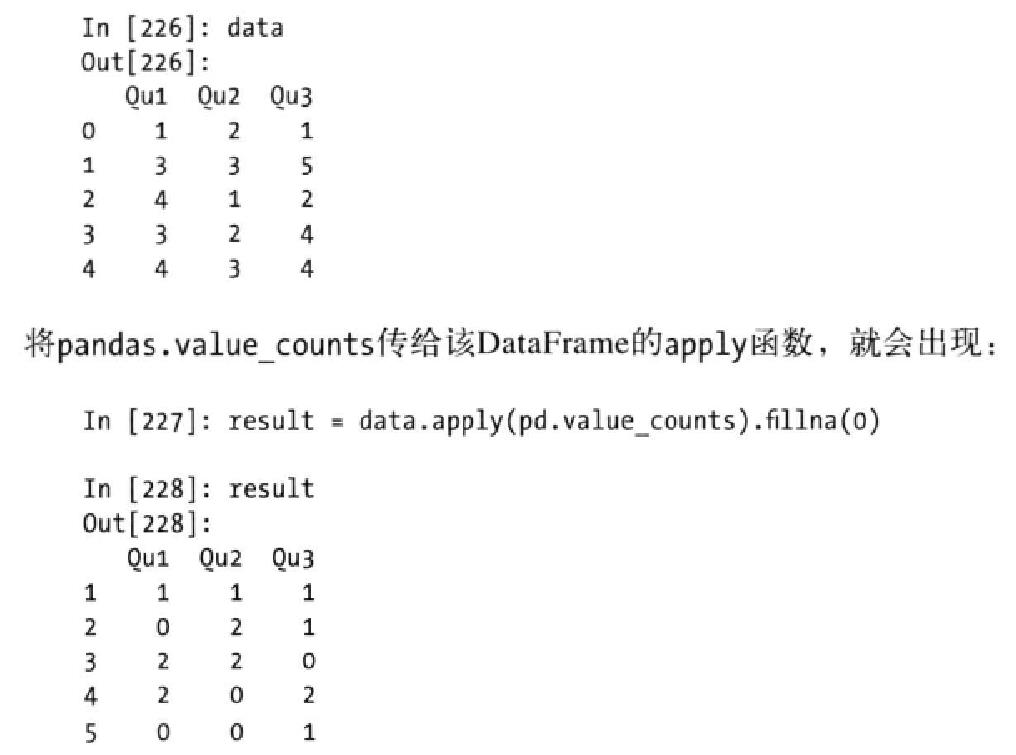 In [226]: data
Out[226]:
Qu1 Qu2 Qu3
0 1 2 1
1 3 3 5
2 4 1 2
3 3 2 4
4 4 3 4
将pandas.value_counts传给该DataFrame的apply函数，就会出现：
In [227]: result = data.apply(pd.value_counts).fillna(0)
In [228]: result
Out[228]:
Qu1 Qu2 Qu3
1 1 1 1
2 0 2 1
3 2 2 0
4 2 0 2
5 0 0 1